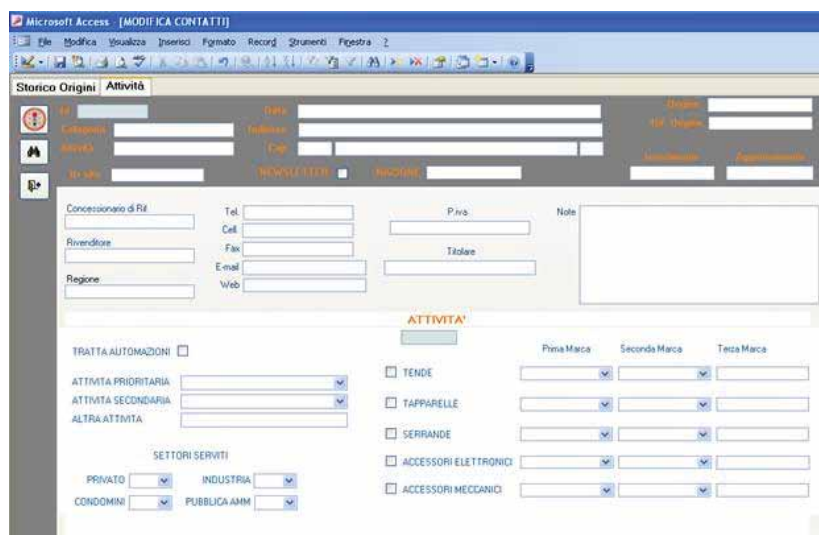 Microsoft Access - [MODIFICA CONTATTI]
File Modifica Visualizza Inserisci Formato Record Strumenti Finestra ?
Storico Origini Attività
Id Ditta Origine
Categoria Indirizzo Rif. Origine
Attività Cap
Inserimento Aggiornamento
NEWSLETTER
Concessionario di Rif. Tel. P.iva Note
Cell.
Rivenditore Fax Titolare
E-mail
Regione Web
ATTIVITA'
TRATTA AUTOMAZIONI Prima Marca Seconda Marca Terza Marca
TENDE
ATTIVITA PRIORITARIA
ATTIVITA SECONDARIA TAPPARELLE
ALTRA ATTIVITA
SERRANDE
SETTORI SERVITI
ACCESSORI ELETTRONICI
PRIVATO INDUSTRIA
ACCESSORI MECCANICI
CONDOMINI PUBBLICA AMM